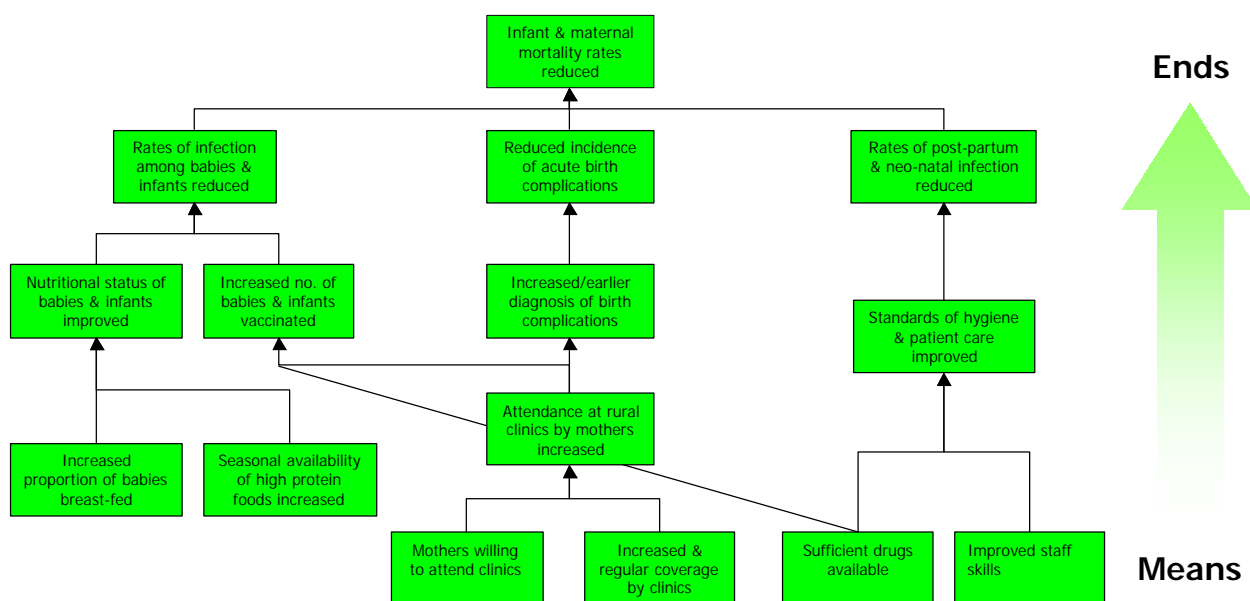 Infant & maternal
mortality rates
reduced
Ends
Rates of infection
among babies &
infants reduced
Reduced incidence
of acute birth
complications
Rates of post-partum
& neo-natal infection
reduced
Nutritional status of
babies & infants
improved
Increased no. of
babies & infants
vaccinated
Increased/earlier
diagnosis of birth
complications
Standards of hygiene
& patient care
improved
Attendance at rural
clinics by mothers
increased
Increased
proportion of babies
breast-fed
Seasonal availability
of high protein
foods increased
Mothers willing
to attend clinics
Increased &
regular coverage
by clinics
Sufficient drugs
available
Improved staff
skills
Means